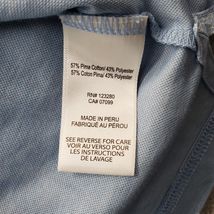 57% Pima Cotton/ 43% Polyester
57% Coton Pima/ 43% Polyester
RN# 123280
CA# 07099
MADE IN PERU
FABRIQUÉ AU PÉROU
SEE REVERSE FOR CARE
VOIR AU VERSO POUR
LES INSTRUCTIONS
DE LAVAGE